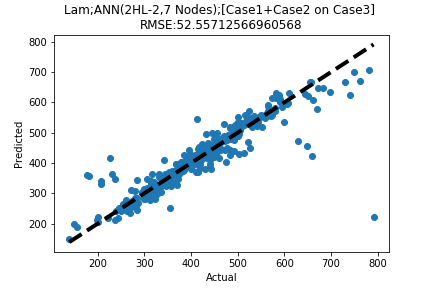 Lam;ANN(2HL-2,7 Nodes);[Case1+Case2 on Case3]
RMSE:52.55712566960568
800
700
600
500
400
300
200
Predicted
200 300 400 500 600 700 800
Actual